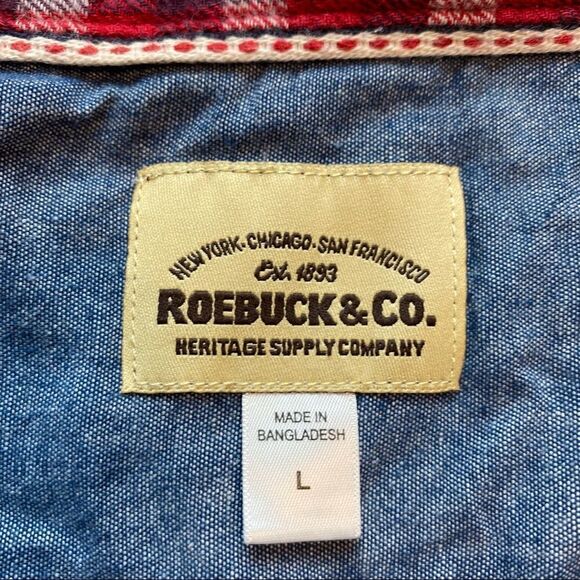 NEW YORK · CHICAGO · SAN FRANCISCO
Est. 1893
ROEBUCK & CO.
HERITAGE SUPPLY COMPANY
MADE IN
BANGLADESH
L